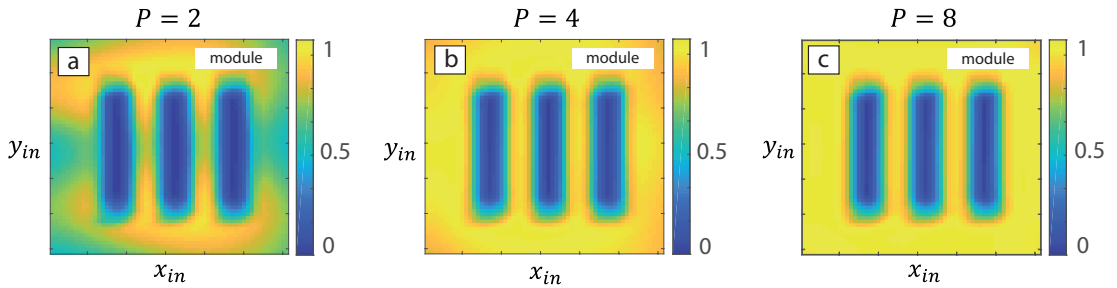 P = 2
P = 4
P = 8
a
module
1
0.5
0
y_in
x_in
b
module
1
0.5
0
y_in
x_in
c
module
1
0.5
0
y_in
x_in